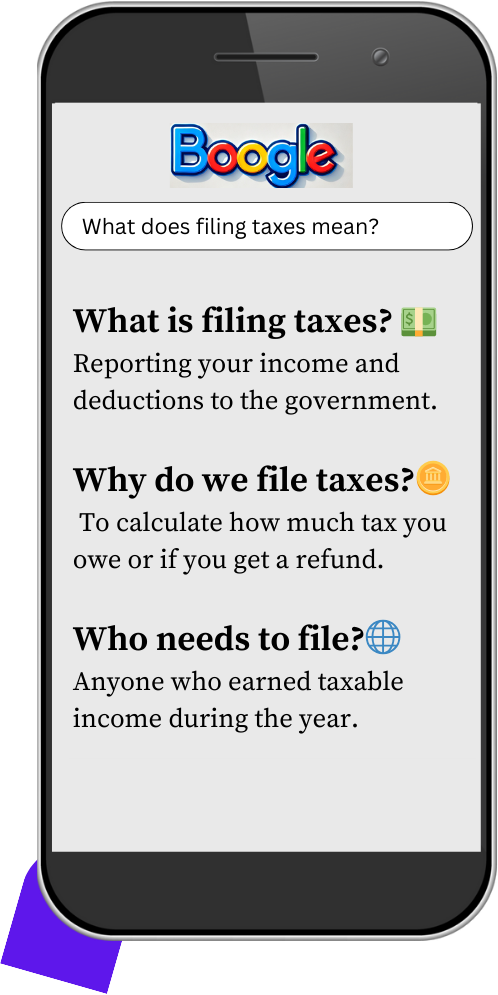 Boogle
What does filing taxes mean?
What is filing taxes? 💵
Reporting your income and
deductions to the government.
Why do we file taxes?
To calculate how much tax you
owe or if you get a refund.
Who needs to file?🌐
Anyone who earned taxable
income during the year.